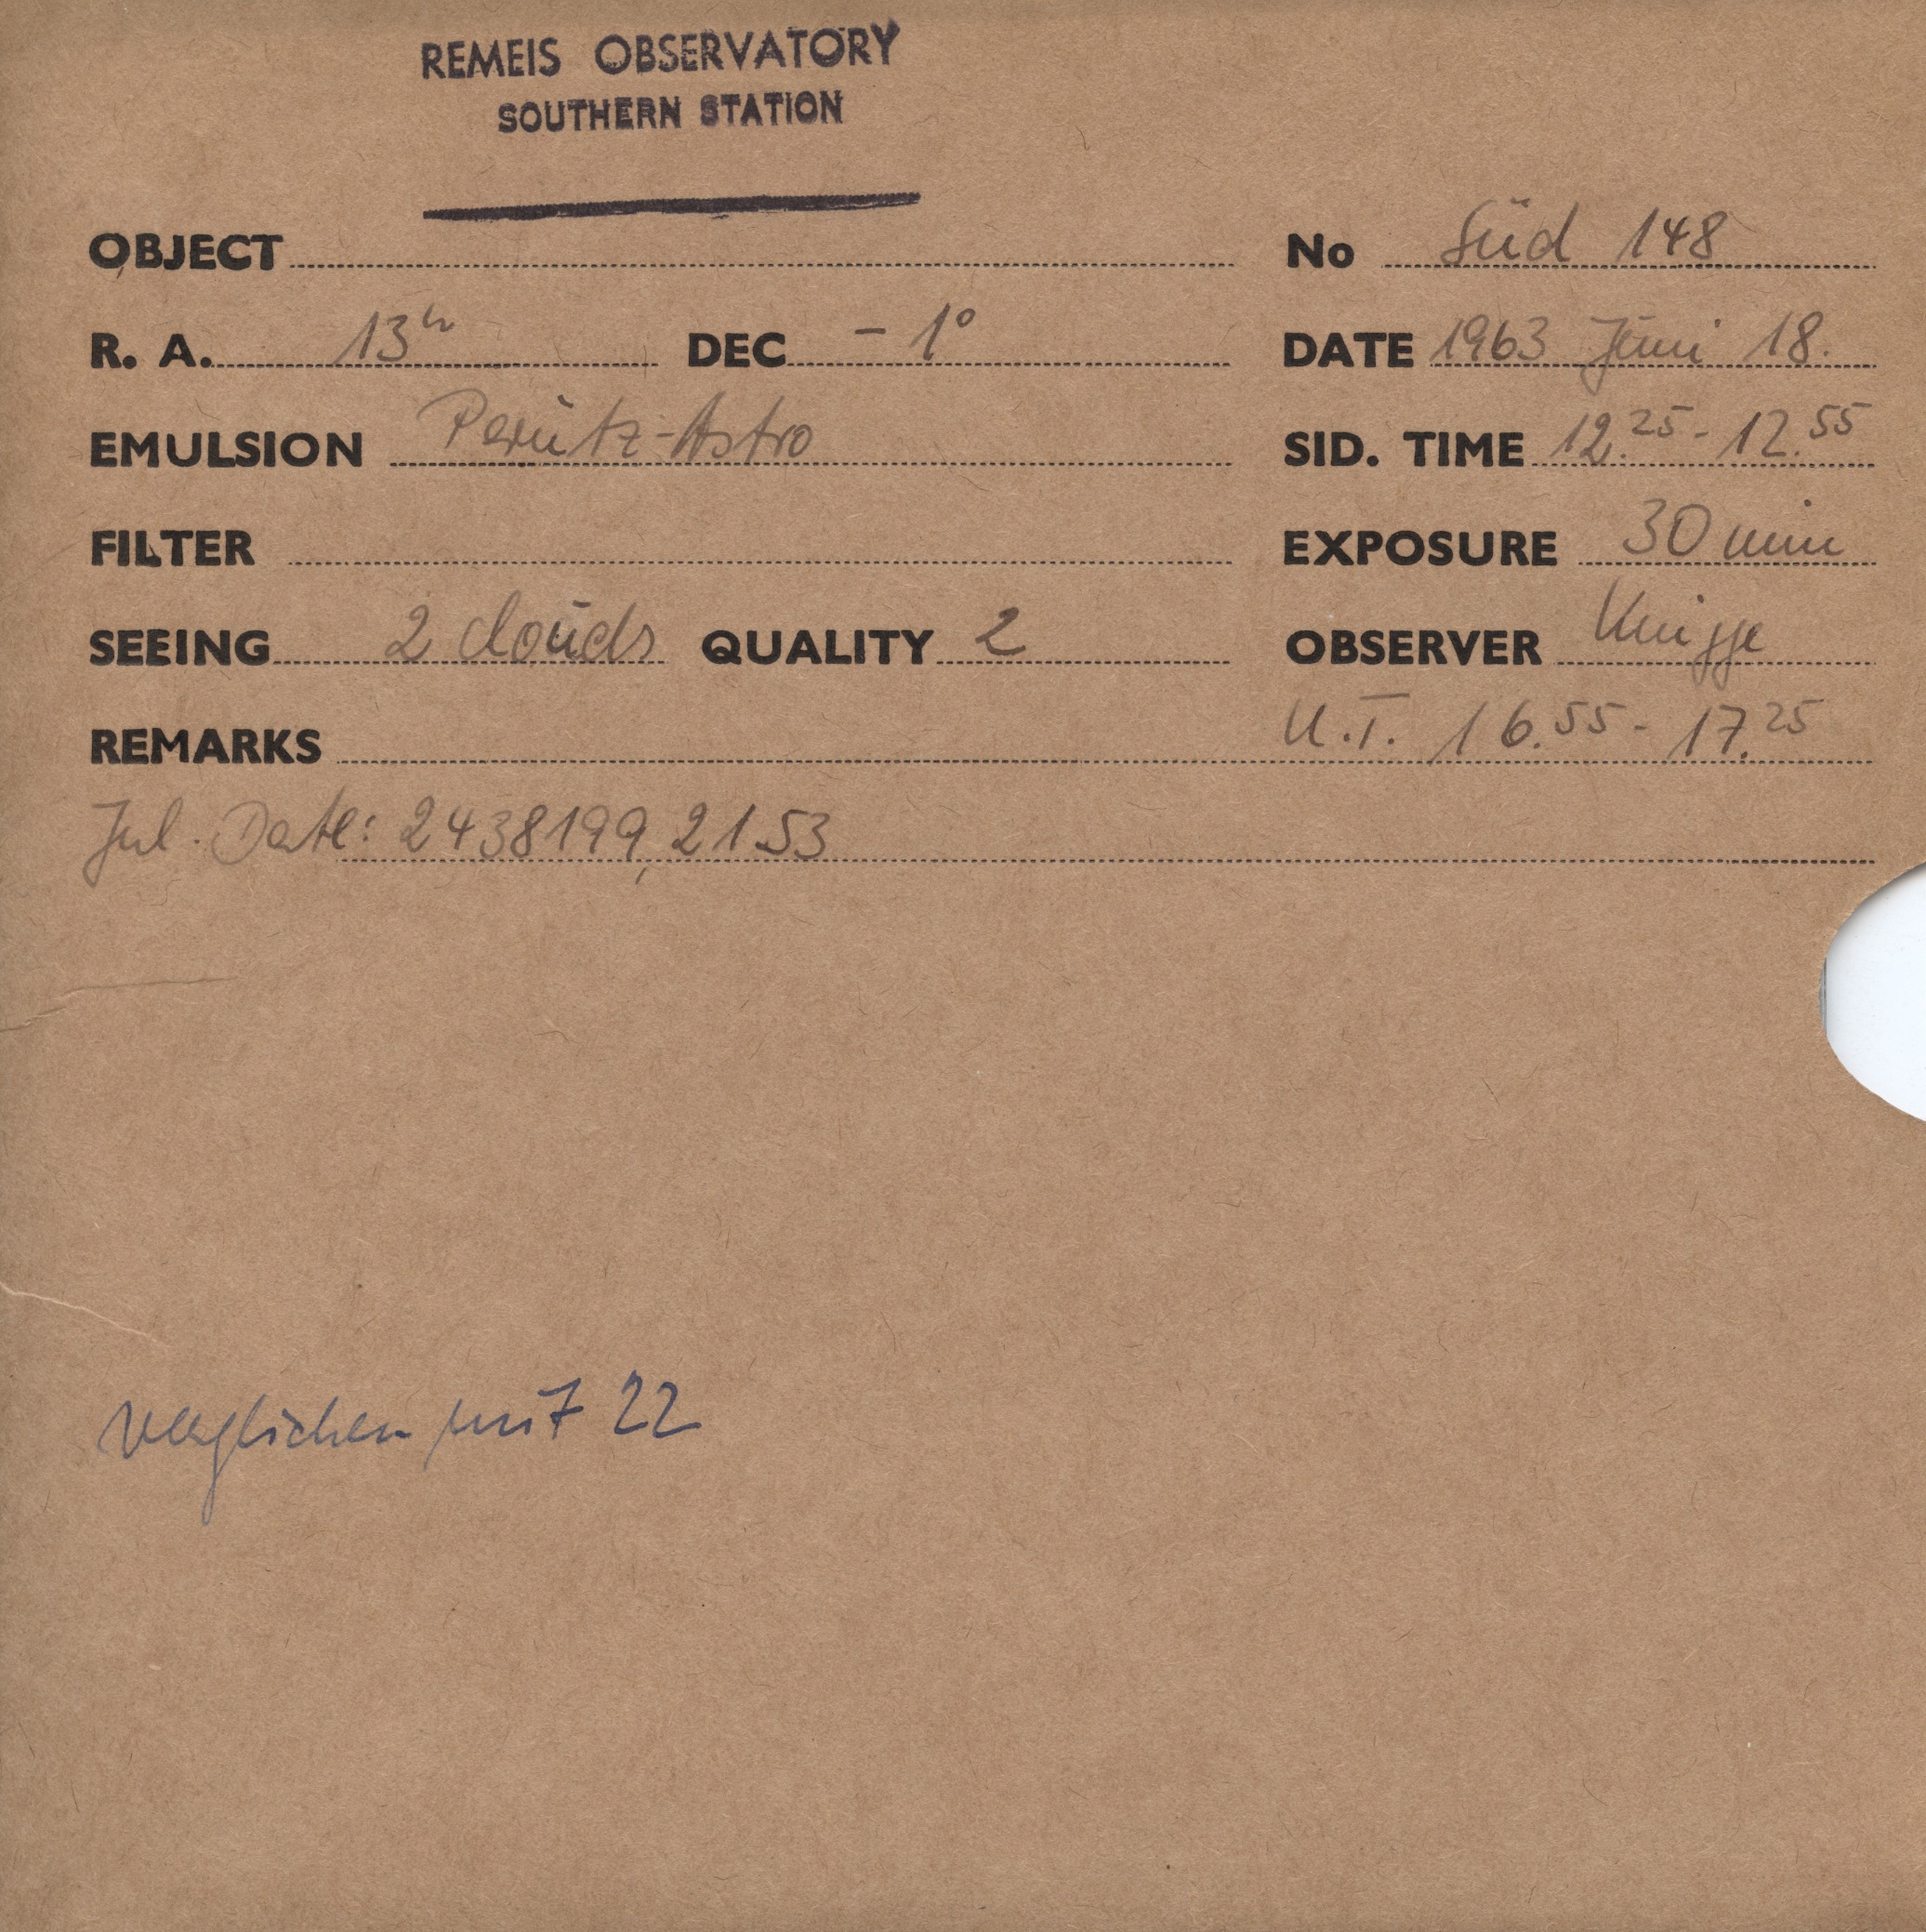 REMEIS OBSERVATORY
SOUTHERN STATION
OBJECT No Süd 148
R. A. 13h DEC - 1° DATE 1963 Juni 18.
EMULSION Perutz-Astro SID. TIME 12.25 - 12.55
FILTER EXPOSURE 30 min
SEEING 2 clouds QUALITY 2 OBSERVER Knigge
REMARKS U.T. 16.55 - 17.25
Jul. Date: 2438199,2153
verglichen mit 22